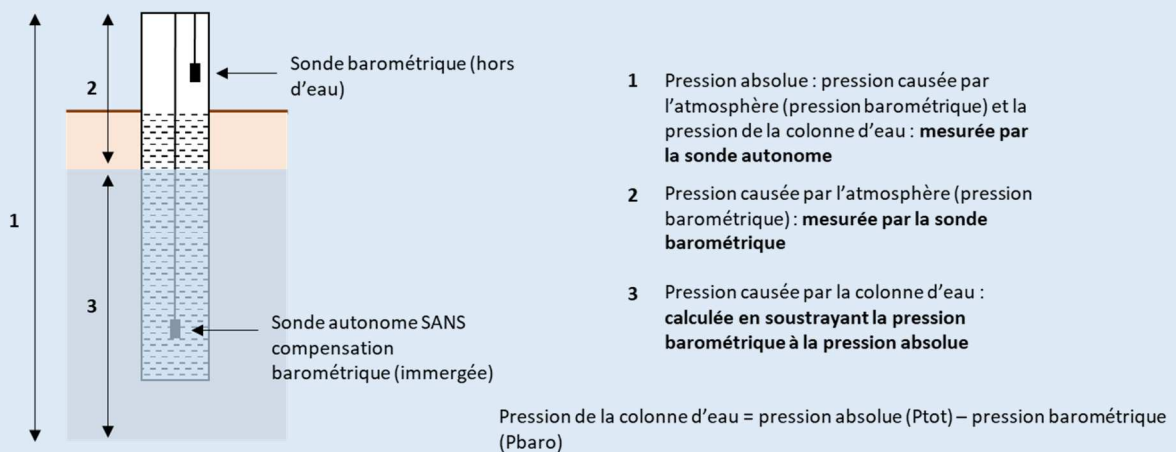 1
2
3
Sonde barométrique (hors
d’eau)
Sonde autonome SANS
compensation
barométrique (immergée)
1 Pression absolue : pression causée par
l’atmosphère (pression barométrique) et la
pression de la colonne d’eau : mesurée par
la sonde autonome
2 Pression causée par l’atmosphère (pression
barométrique) : mesurée par la sonde
barométrique
3 Pression causée par la colonne d’eau :
calculée en soustrayant la pression
barométrique à la pression absolue
Pression de la colonne d’eau = pression absolue (Ptot) – pression barométrique
(Pbaro)